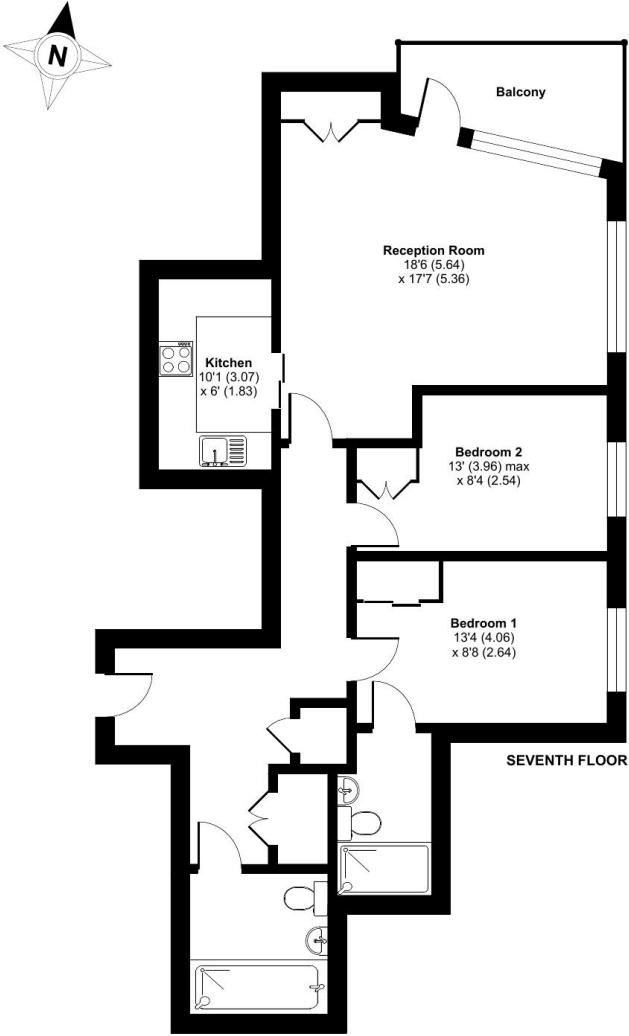 N
Balcony
Reception Room
18'6 (5.64)
x 17'7 (5.36)
Kitchen
10'1 (3.07)
x 6' (1.83)
Bedroom 2
13' (3.96) max
x 8'4 (2.54)
Bedroom 1
13'4 (4.06)
x 8'8 (2.64)
SEVENTH FLOOR